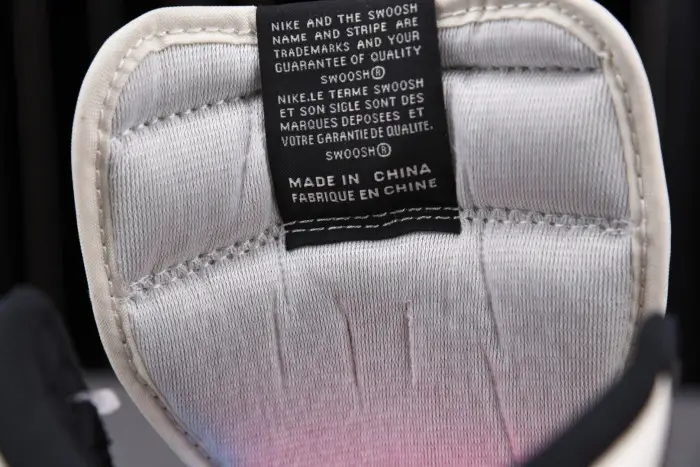 NIKE AND THE SWOOSH
NAME AND STRIPE ARE
TRADEMARKS AND YOUR
GUARANTEE OF QUALITY
SWOOSH®
NIKE.LE TERME SWOOSH
ET SON SIGLE SONT DES
MARQUES DEPOSEES ET
VOTRE GARANTIE DE QUALITE.
SWOOSH®
MADE IN CHINA
FABRIQUE EN CHINE